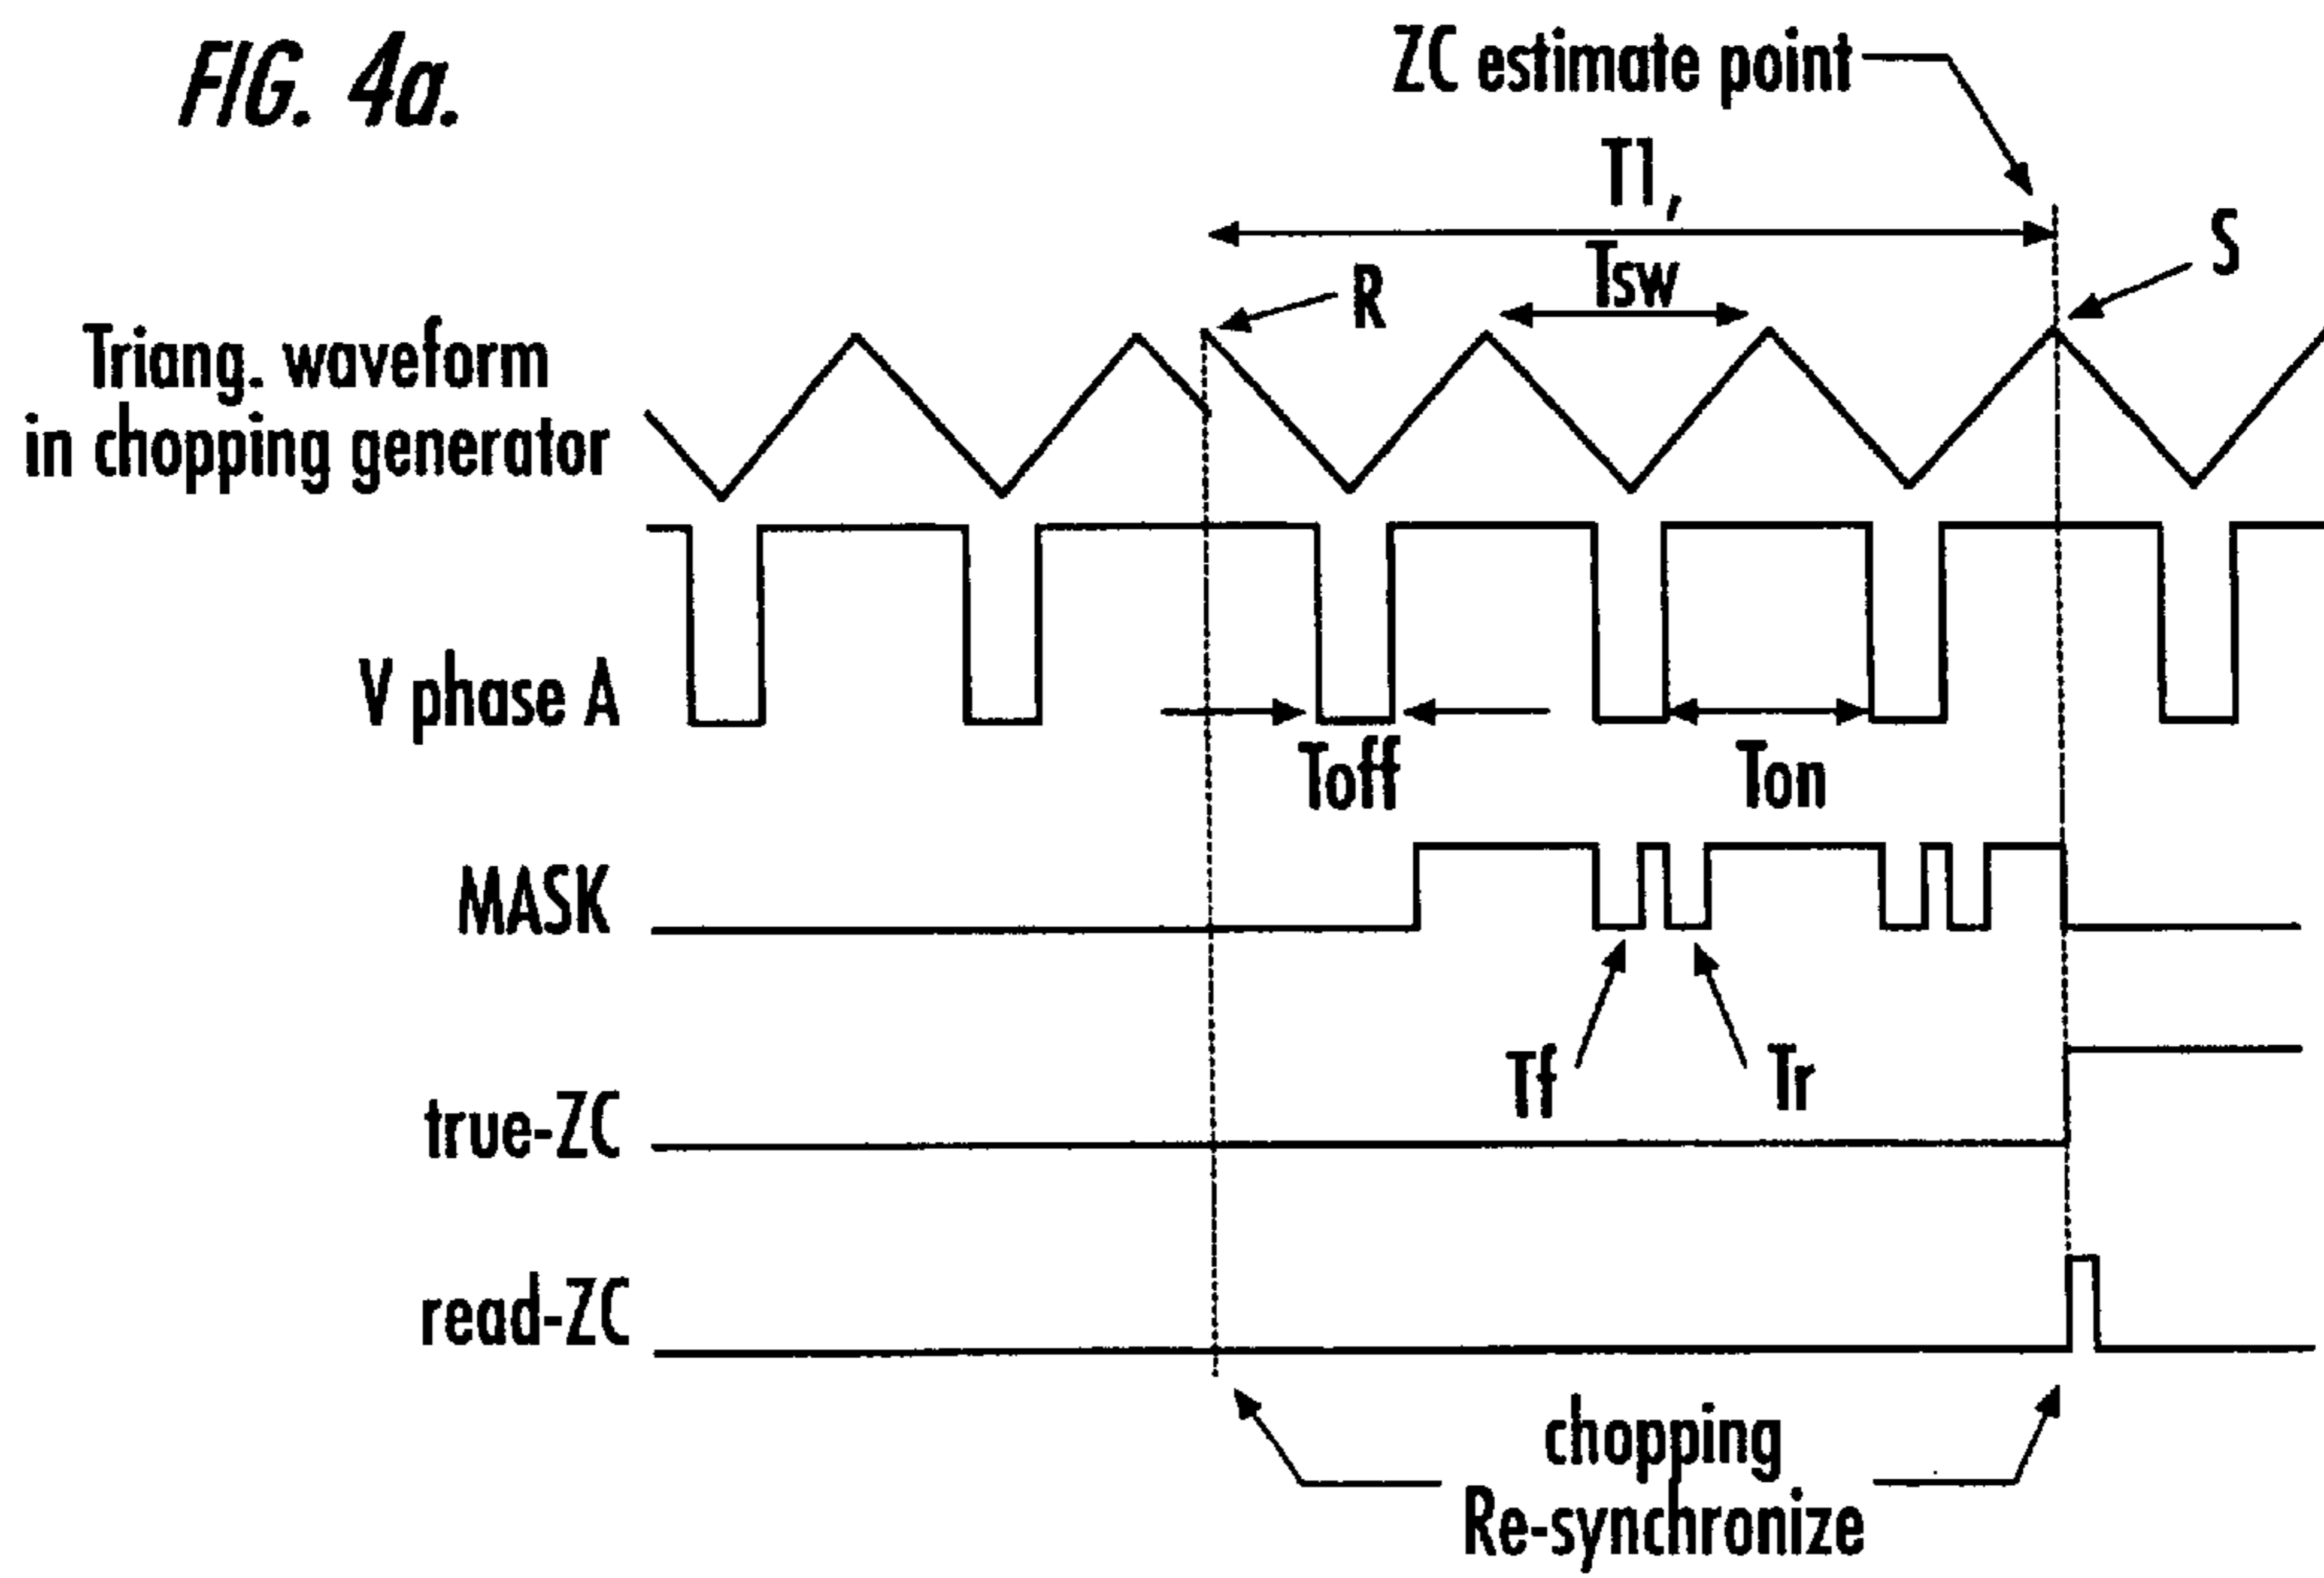 FIG. 4a.
ZC estimate point
T1,
Tsw
R
S
Triang. waveform
in chopping generator
V phase A
Toff
Ton
MASK
Tf
Tr
true-ZC
read-ZC
chopping
Re-synchronize